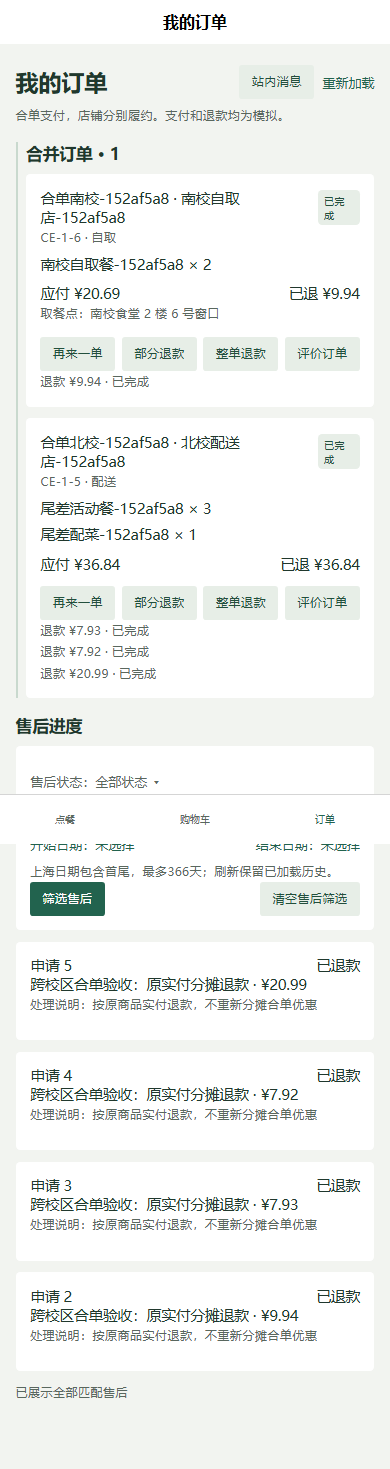 我的订单
我的订单
站内消息
重新加载
合单支付，店铺分别履约。支付和退款均为模拟。
合并订单 • 1
合单南校-152af5a8 · 南校自取
店-152af5a8
已完
成
CE-1-6 · 自取
南校自取餐-152af5a8 × 2
应付 ¥20.69
已退 ¥9.94
取餐点：南校食堂 2 楼 6 号窗口
再来一单
部分退款
整单退款
评价订单
退款 ¥9.94 · 已完成
合单北校-152af5a8 · 北校配送
店-152af5a8
已完
成
CE-1-5 · 配送
尾差活动餐-152af5a8 × 3
尾差配菜-152af5a8 × 1
应付 ¥36.84
已退 ¥36.84
再来一单
部分退款
整单退款
评价订单
退款 ¥7.93 · 已完成
退款 ¥7.92 · 已完成
退款 ¥20.99 · 已完成
售后进度
售后状态：全部状态
点餐
购物车
订单
开始日期：未选择
结束日期：未选择
上海日期包含首尾，最多366天；刷新保留已加载历史。
筛选售后
清空售后筛选
申请 5
已退款
跨校区合单验收：原实付分摊退款 · ¥20.99
处理说明：按原商品实付退款，不重新分摊合单优惠
申请 4
已退款
跨校区合单验收：原实付分摊退款 · ¥7.92
处理说明：按原商品实付退款，不重新分摊合单优惠
申请 3
已退款
跨校区合单验收：原实付分摊退款 · ¥7.93
处理说明：按原商品实付退款，不重新分摊合单优惠
申请 2
已退款
跨校区合单验收：原实付分摊退款 · ¥9.94
处理说明：按原商品实付退款，不重新分摊合单优惠
已展示全部匹配售后